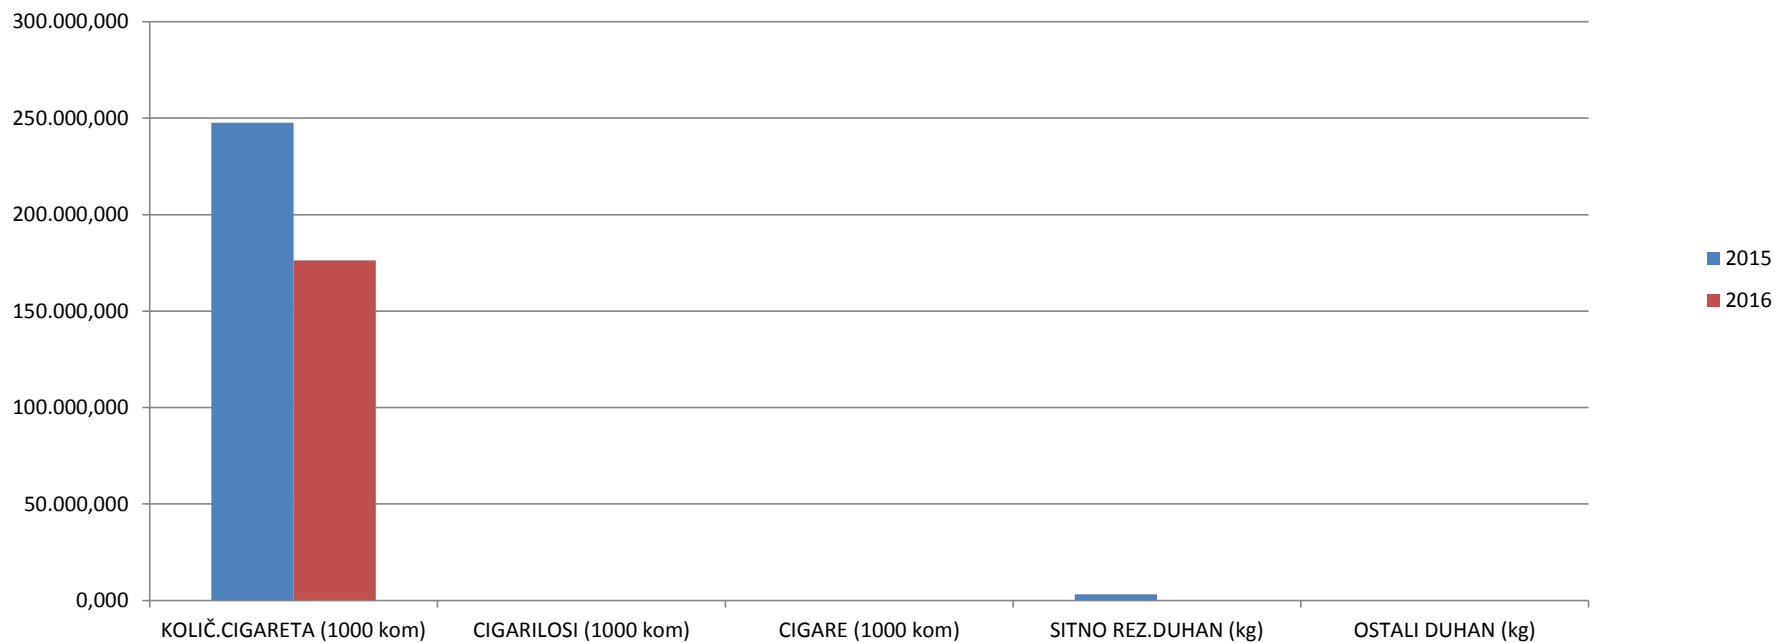 300.000,000
250.000,000
200.000,000
150.000,000
100.000,000
50.000,000
0,000
KOLIČ.CIGARETA (1000 kom)
CIGARILOSI (1000 kom)
CIGARE (1000 kom)
SITNO REZ.DUHAN (kg)
OSTALI DUHAN (kg)
2015
2016